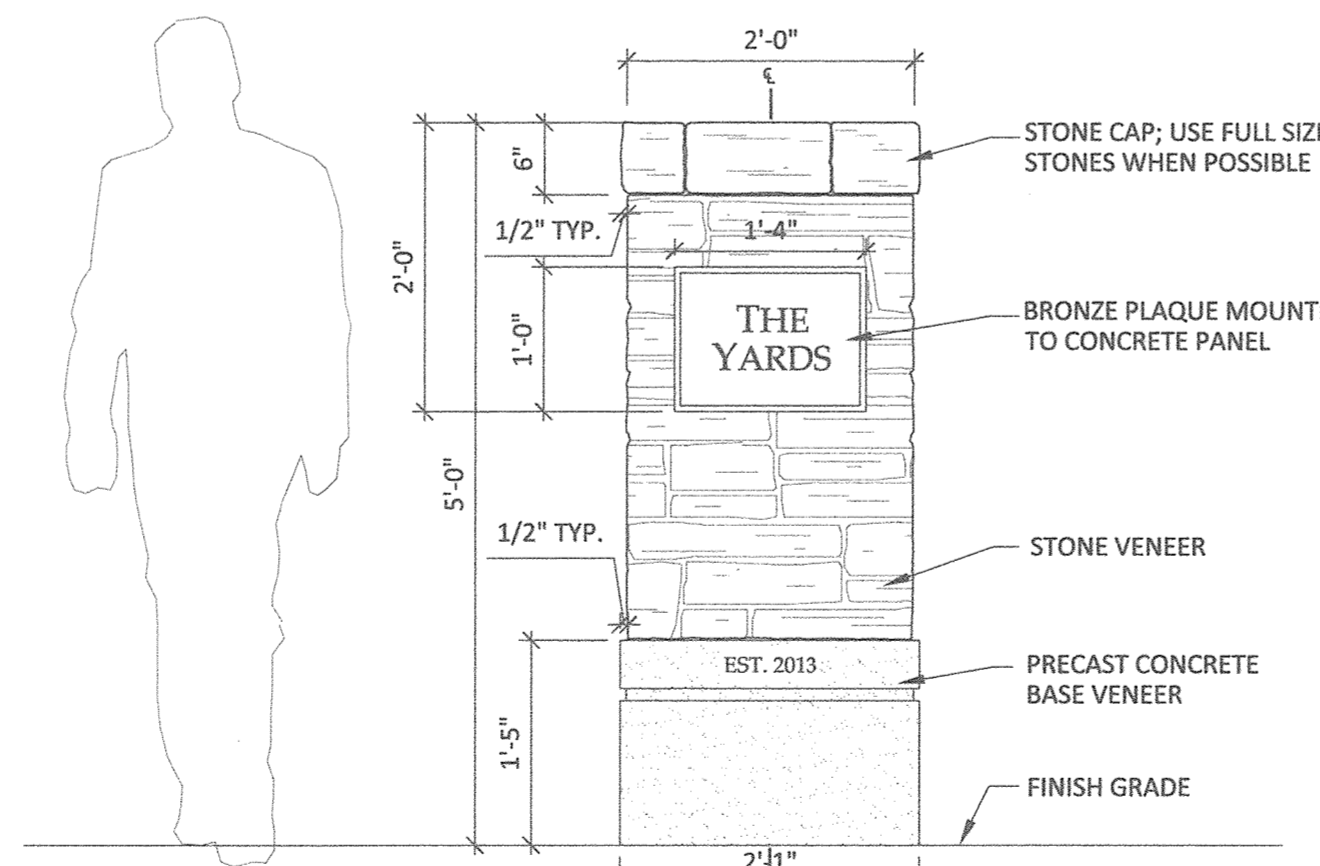 2'-0"
℄
STONE CAP; USE FULL SIZE
STONES WHEN POSSIBLE
6"
1/2" TYP.
1'-4"
2'-0"
1'-0"
THE
YARDS
BRONZE PLAQUE MOUNT
TO CONCRETE PANEL
5'-0"
1/2" TYP.
STONE VENEER
EST. 2013
PRECAST CONCRETE
BASE VENEER
1'-5"
FINISH GRADE
2'-1"